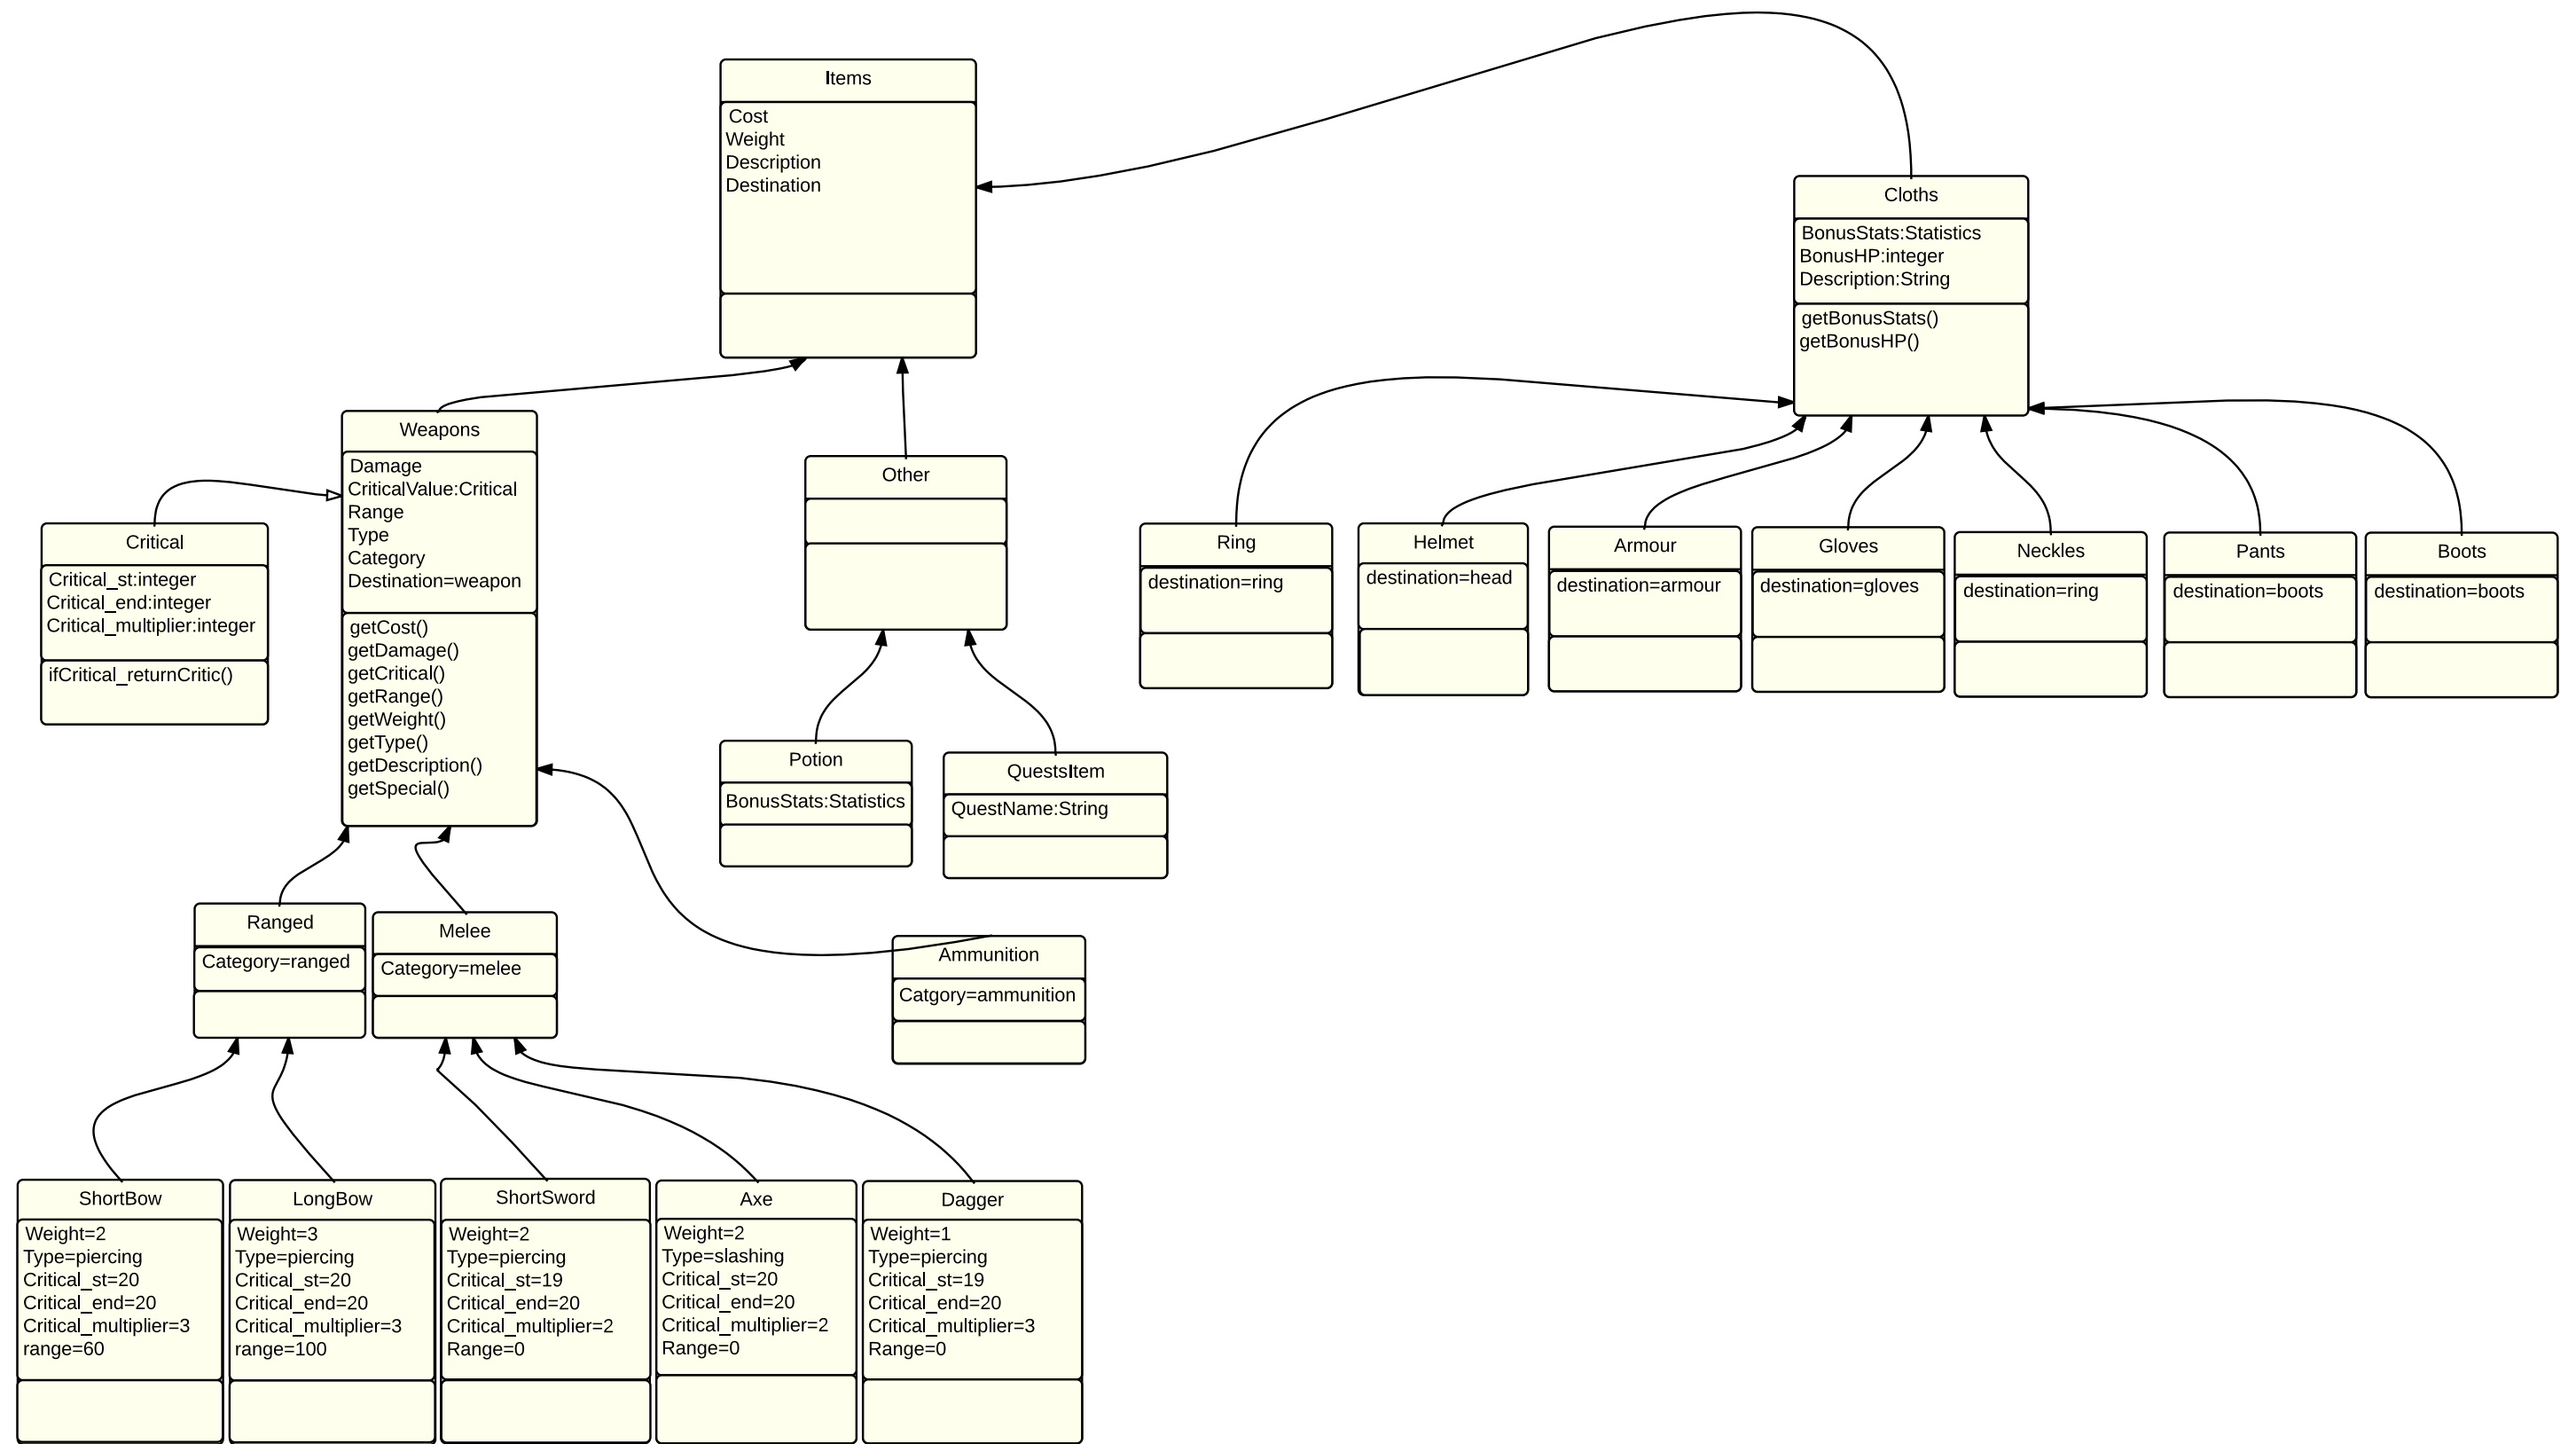 Items
Cost
Weight
Description
Destination
Cloths
BonusStats:Statistics
BonusHP:integer
Description:String
getBonusStats()
getBonusHP()
Weapons
Damage
CriticalValue:Critical
Range
Type
Category
Destination=weapon
getCost()
getDamage()
getCritical()
getRange()
getWeight()
getType()
getDescription()
getSpecial()
Other
Critical
Critical_st:integer
Critical_end:integer
Critical_multiplier:integer
ifCritical_returnCritic()
Ring
destination=ring
Helmet
destination=head
Armour
destination=armour
Gloves
destination=gloves
Neckles
destination=ring
Pants
destination=boots
Boots
destination=boots
Potion
BonusStats:Statistics
QuestsItem
QuestName:String
Ranged
Category=ranged
Melee
Category=melee
Ammunition
Catgory=ammunition
ShortBow
Weight=2
Type=piercing
Critical_st=20
Critical_end=20
Critical_multiplier=3
range=60
LongBow
Weight=3
Type=piercing
Critical_st=20
Critical_end=20
Critical_multiplier=3
range=100
ShortSword
Weight=2
Type=piercing
Critical_st=19
Critical_end=20
Critical_multiplier=2
Range=0
Axe
Weight=2
Type=slashing
Critical_st=20
Critical_end=20
Critical_multiplier=2
Range=0
Dagger
Weight=1
Type=piercing
Critical_st=19
Critical_end=20
Critical_multiplier=3
Range=0